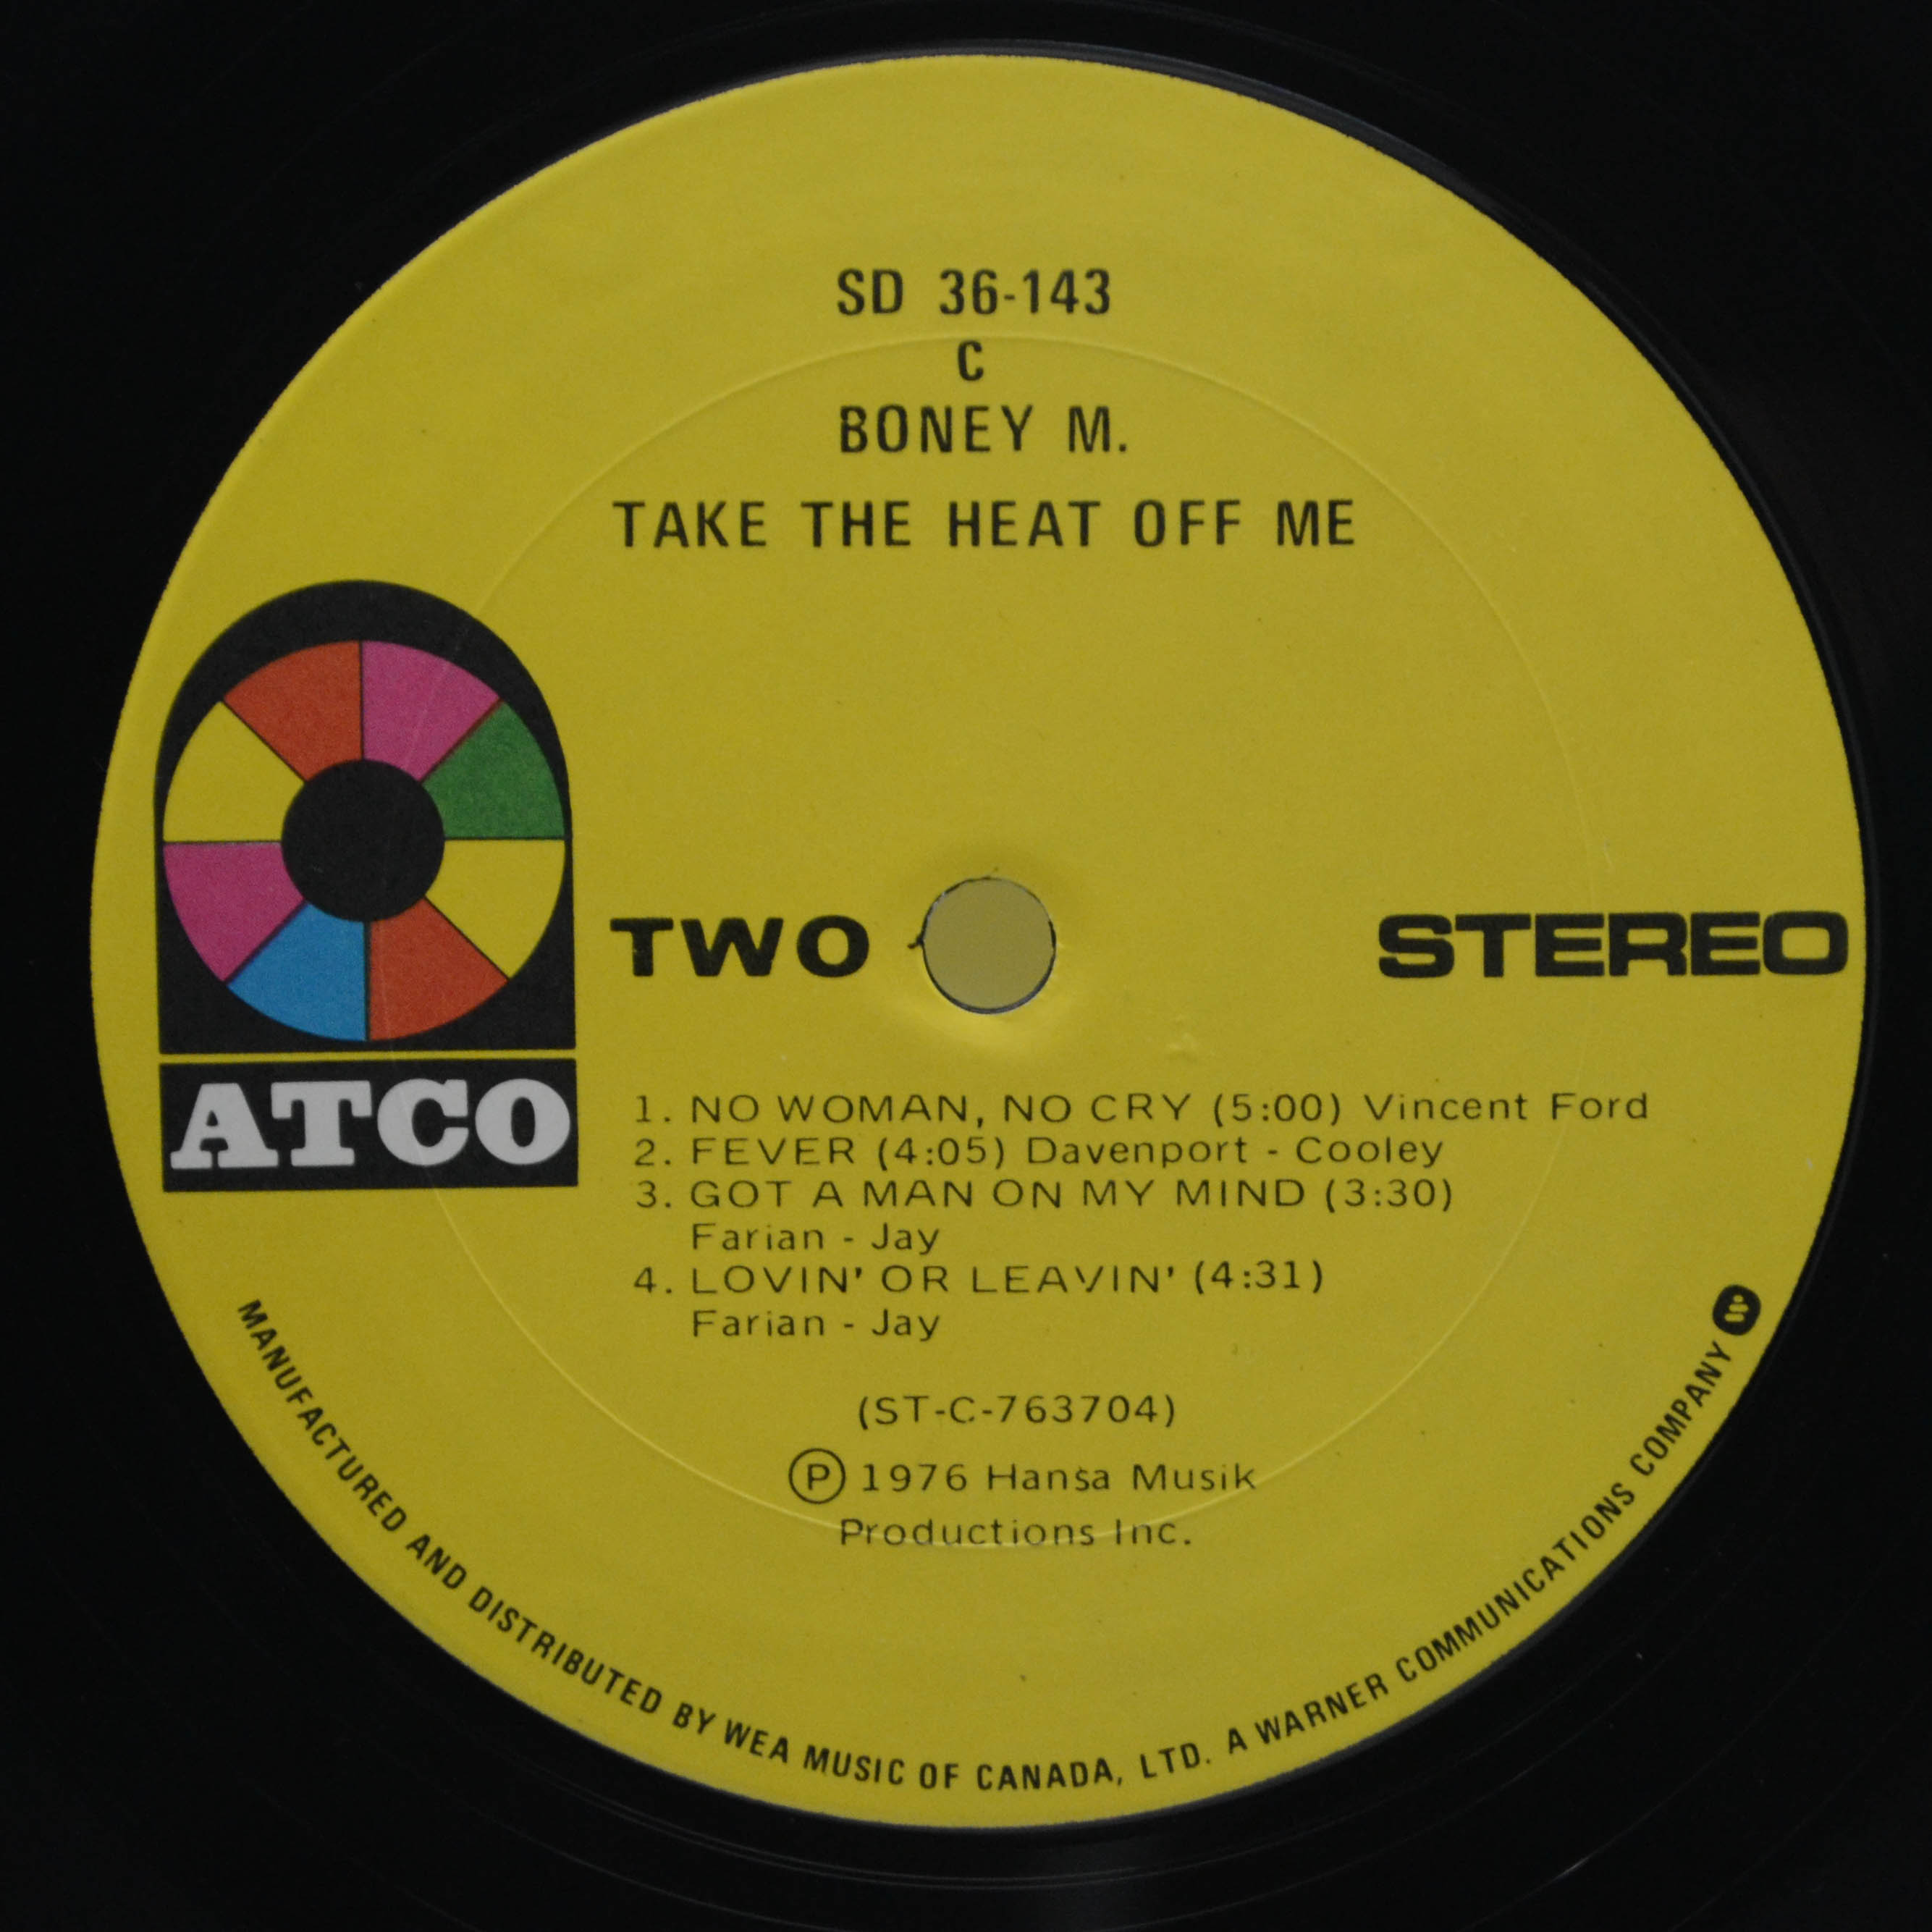 SD 36-143
C
BONEY M.
TAKE THE HEAT OFF ME
TWO
STEREO
ATCO
1. NO WOMAN, NO CRY (5:00) Vincent Ford
2. FEVER (4:05) Davenport - Cooley
3. GOT A MAN ON MY MIND (3:30)
Farian - Jay
4. LOVIN' OR LEAVIN' (4:31)
Farian - Jay
(ST-C-763704)
Ⓟ 1976 Hansa Musik
Productions Inc.
MANUFACTURED AND DISTRIBUTED BY WEA MUSIC OF CANADA, LTD. A WARNER COMMUNICATIONS COMPANY